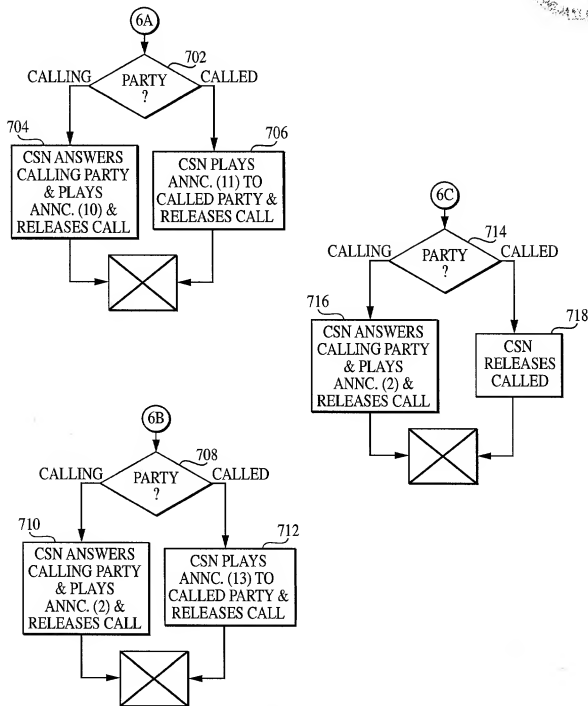 6A
702
CALLING
PARTY
?
CALLED
704
CSN ANSWERS
CALLING PARTY
& PLAYS
ANNC. (10) &
RELEASES CALL
706
CSN PLAYS
ANNC. (11) TO
CALLED PARTY &
RELEASES CALL
6C
714
CALLING
PARTY
?
CALLED
716
CSN ANSWERS
CALLING PARTY
& PLAYS
ANNC. (2) &
RELEASES CALL
718
CSN
RELEASES
CALLED
6B
708
CALLING
PARTY
?
CALLED
710
CSN ANSWERS
CALLING PARTY
& PLAYS
ANNC. (2) &
RELEASES CALL
712
CSN PLAYS
ANNC. (13) TO
CALLED PARTY &
RELEASES CALL